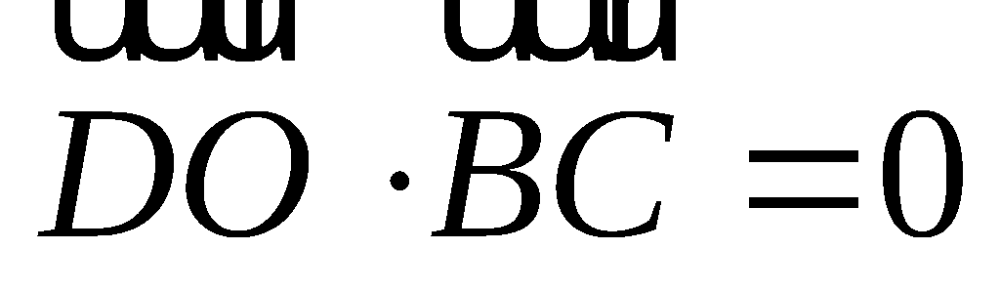 DO · BC = 0